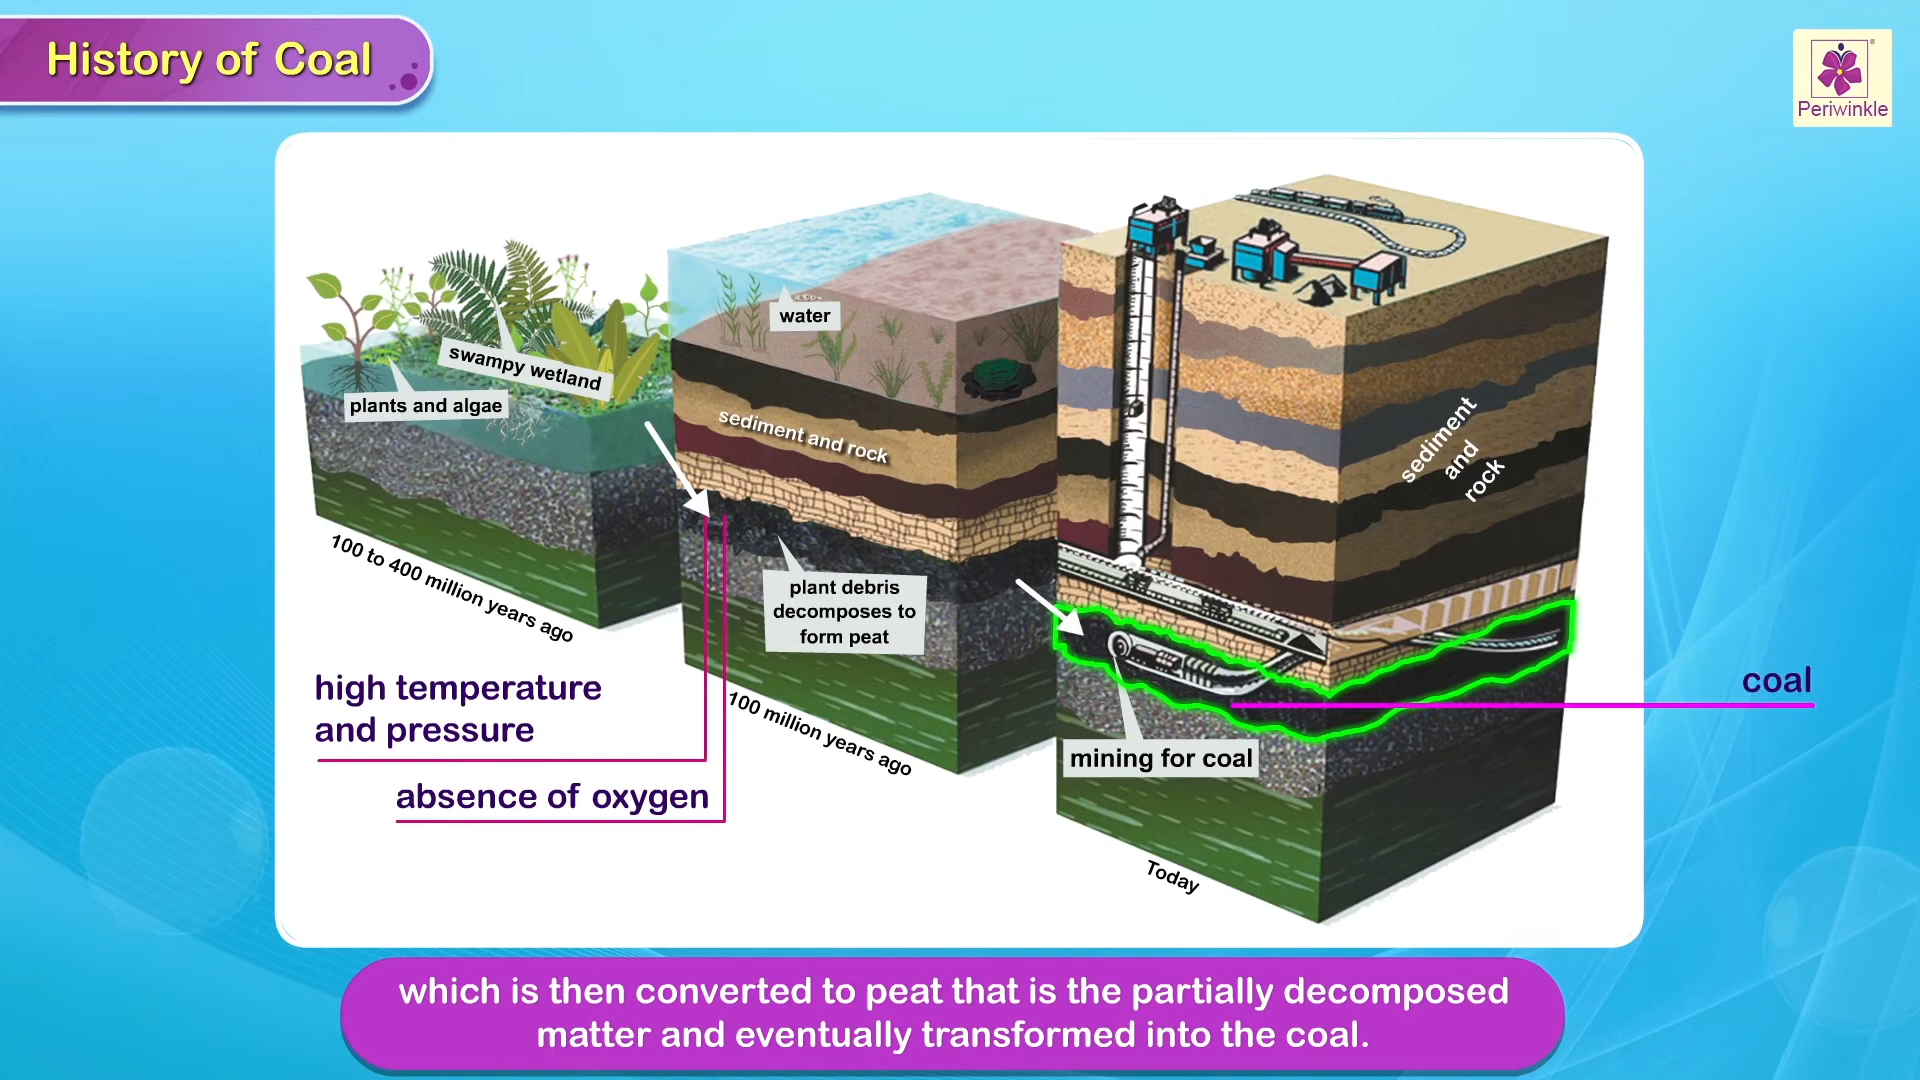 History of Coal
Periwinkle
swampy wetland
plants and algae
100 to 400 million years ago
water
sediment and rock
plant debris
decomposes to
form peat
100 million years ago
high temperature
and pressure
absence of oxygen
sediment
and
rock
coal
mining for coal
Today
which is then converted to peat that is the partially decomposed
matter and eventually transformed into the coal.